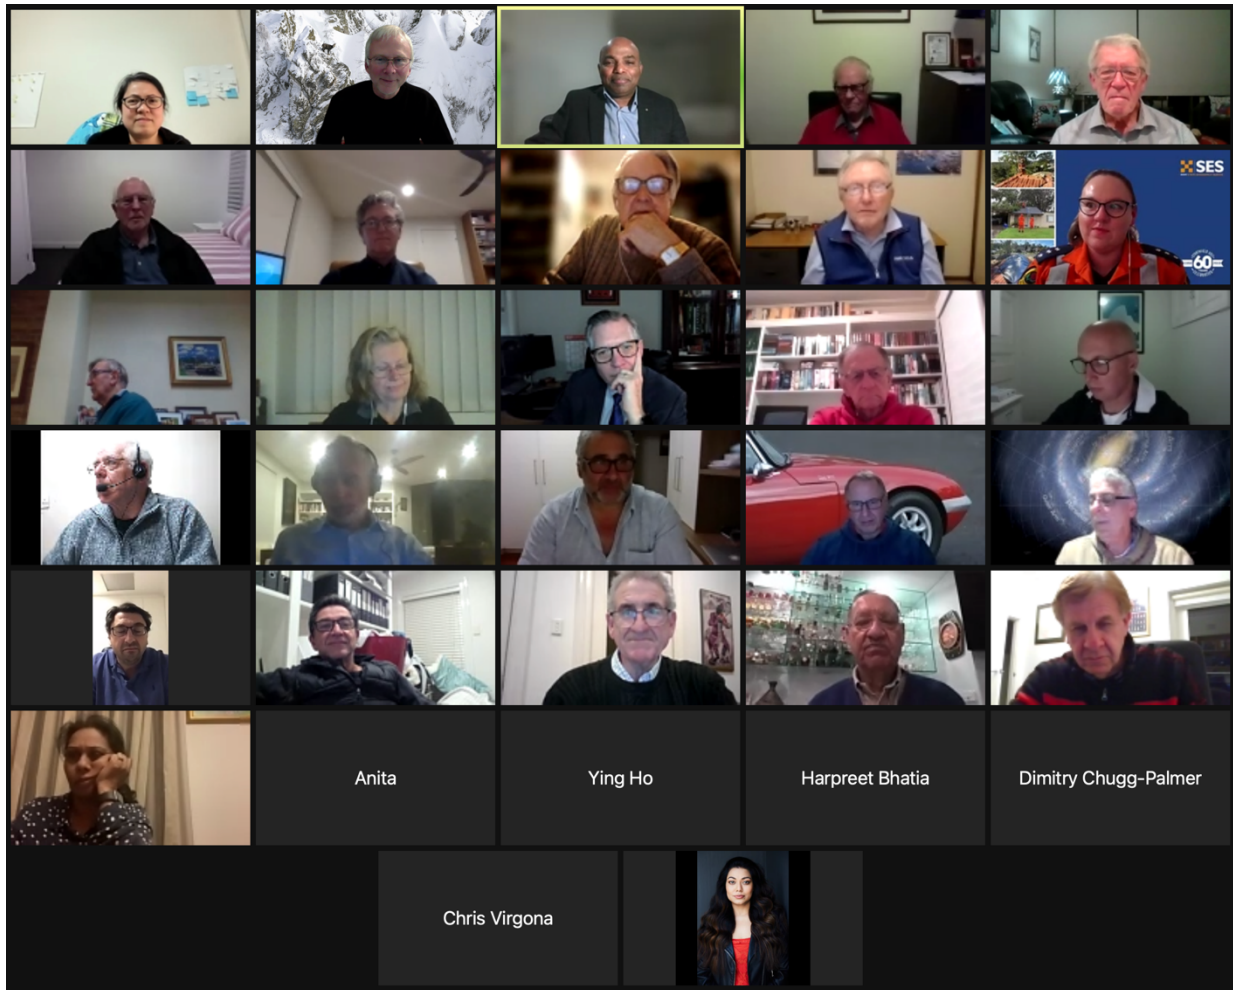 SES
60
Anita
Ying Ho
Harpreet Bhatia
Dimitry Chugg-Palmer
Chris Virgona